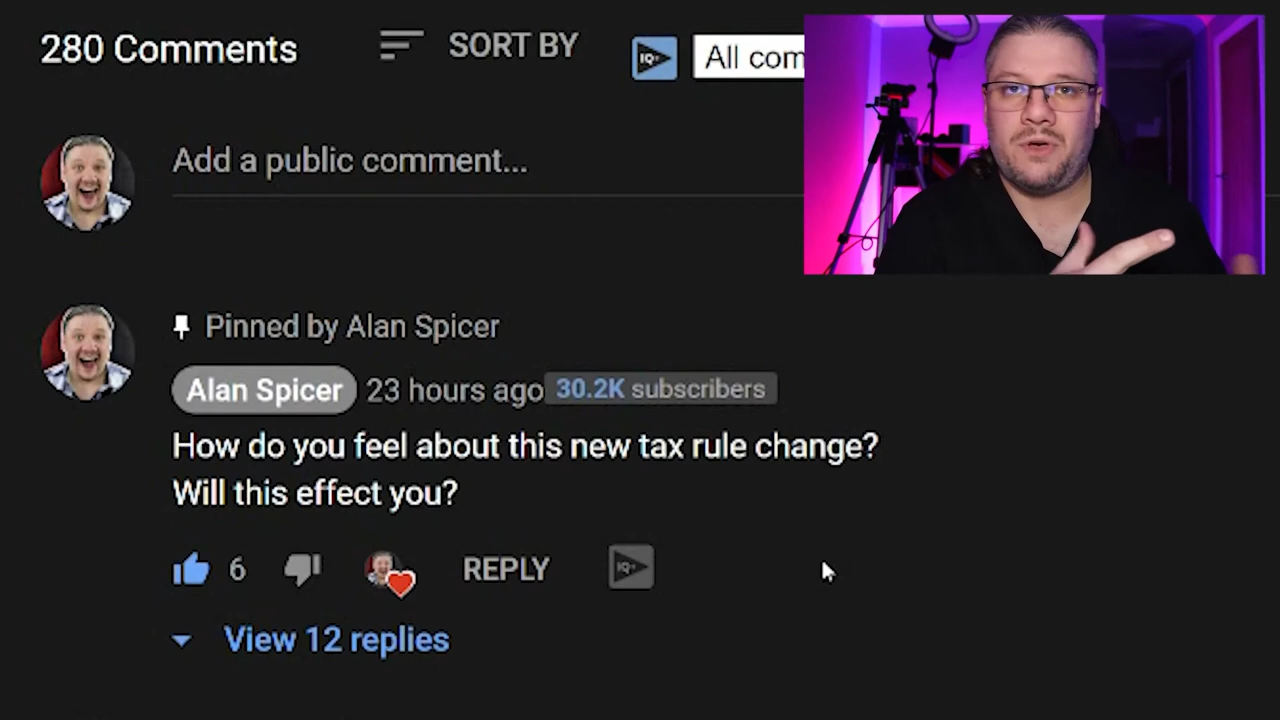 280 Comments
SORT BY
IQ+
All com
Add a public comment...
Pinned by Alan Spicer
Alan Spicer 23 hours ago 30.2K subscribers
How do you feel about this new tax rule change?
Will this effect you?
6
REPLY
IQ+
View 12 replies